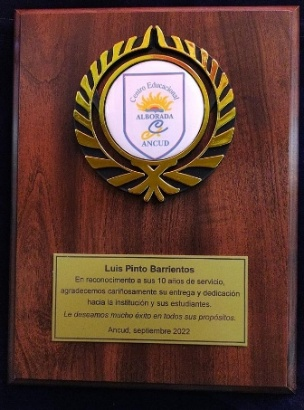 Centro Educacional
ALBORADA
ANCUD
Luis Pinto Barrientos
En raconocimento a sus 10 años de servicio,
agradecemos cariñosamente su entrega y dedicación
hacia la institución y sus estudiantes.
Le deseamos mucho éxito en todos sus propósitos.
Ancud, septiembre 2022